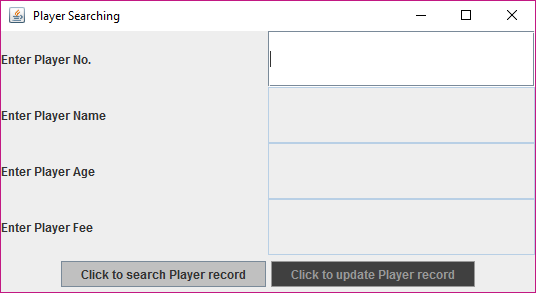 Player Searching
Enter Player No.
Enter Player Name
Enter Player Age
Enter Player Fee
Click to search Player record
Click to update Player record